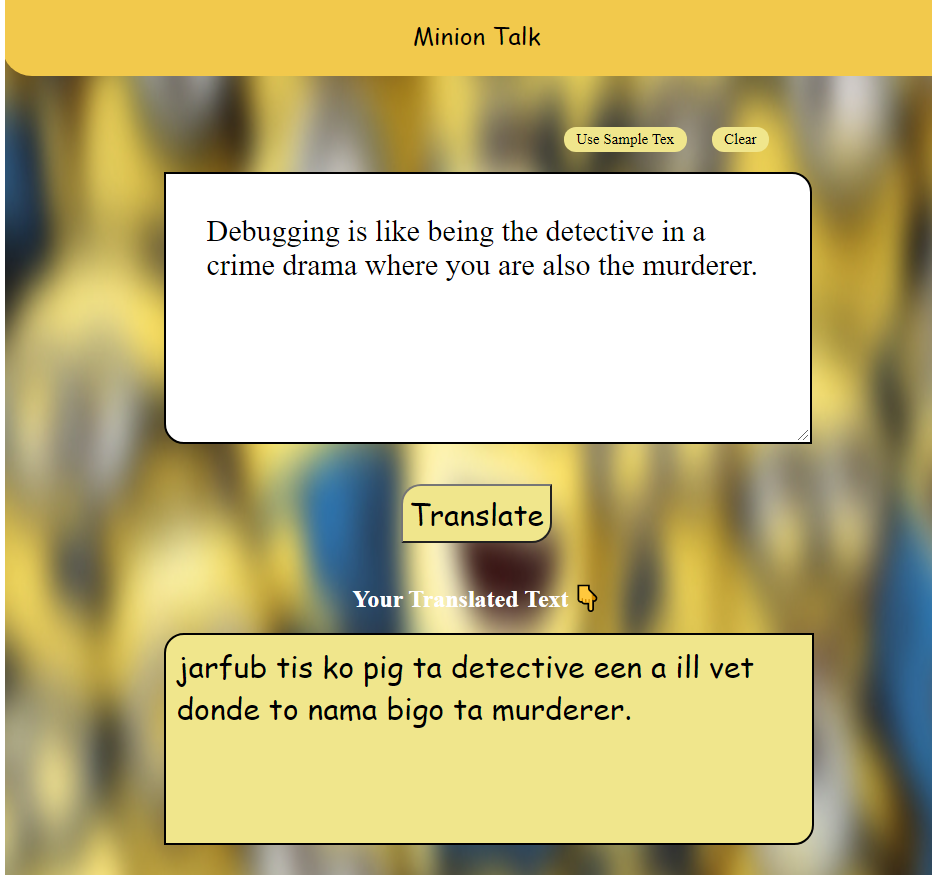 Minion Talk
Use Sample Tex
Clear
Debugging is like being the detective in a
crime drama where you are also the murderer.
Translate
Your Translated Text 👇
jarfub tis ko pig ta detective een a ill vet
donde to nama bigo ta murderer.